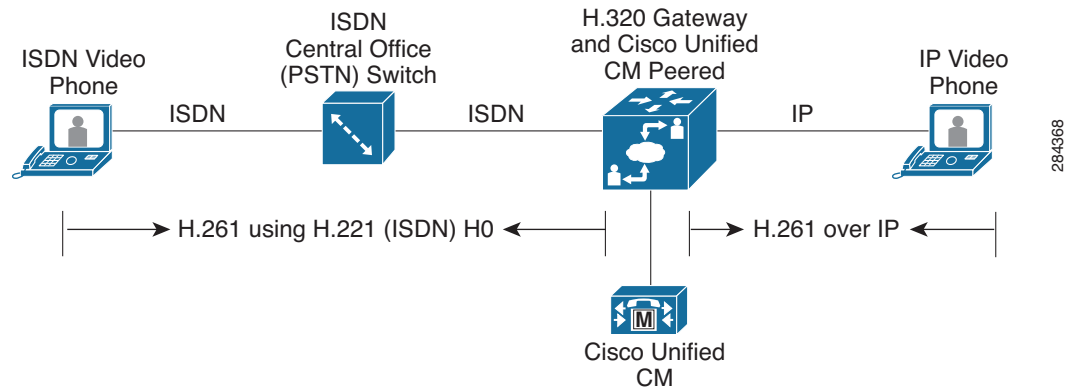 ISDN Video
Phone
ISDN
ISDN
Central Office
(PSTN) Switch
ISDN
H.320 Gateway
and Cisco Unified
CM Peered
IP
IP Video
Phone
284368
H.261 using H.221 (ISDN) H0
H.261 over IP
M
Cisco Unified
CM